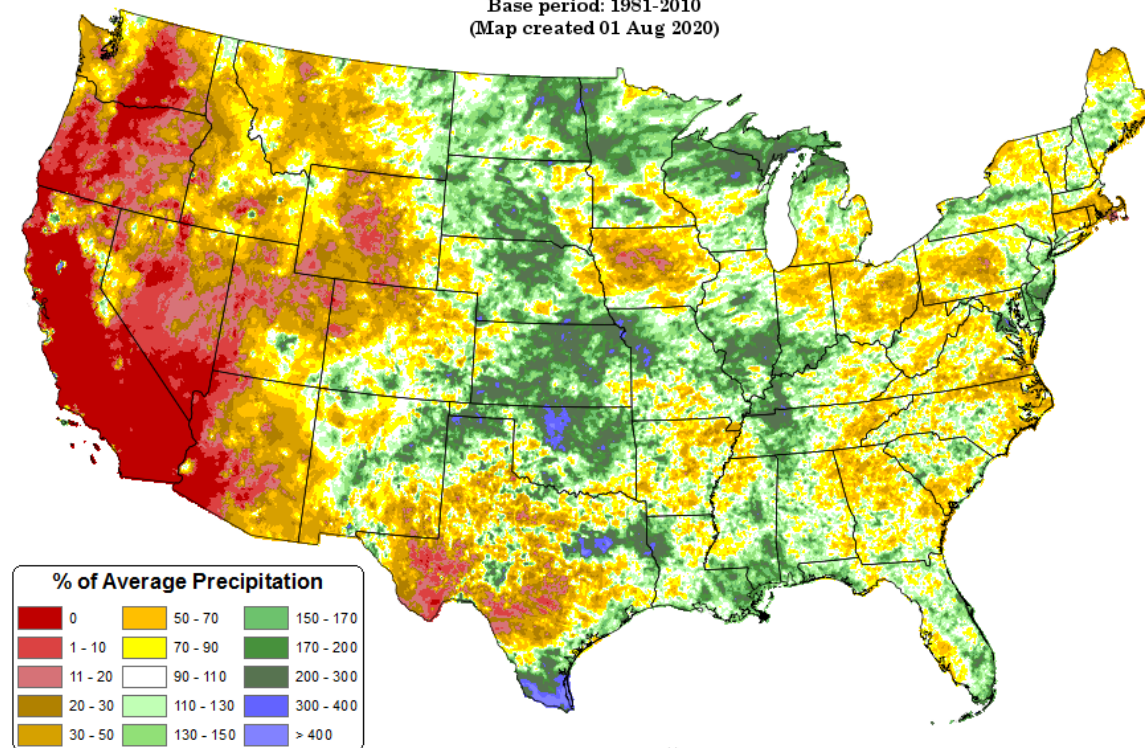 Base period: 1981-2010
(Map created 01 Aug 2020)
% of Average Precipitation
0
50 - 70
150 - 170
1 - 10
70 - 90
170 - 200
11 - 20
90 - 110
200 - 300
20 - 30
110 - 130
300 - 400
30 - 50
130 - 150
> 400